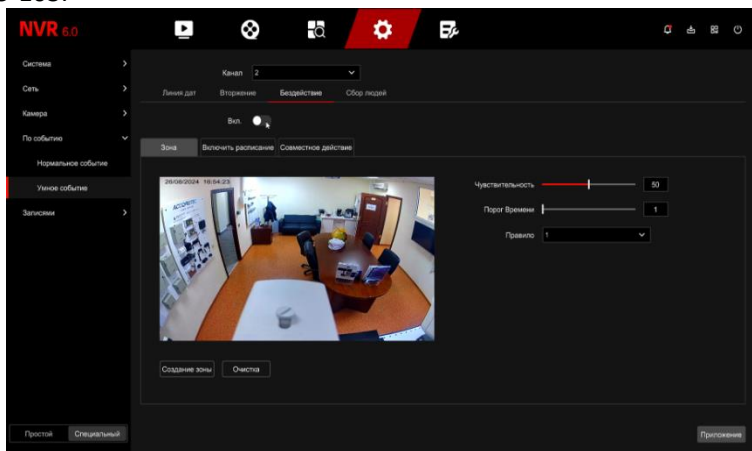 NVR 6.0
Система
Сеть
Камера
По событию
Нормальное событие
Умное событие
Записями
Простой
Специальный
Канал 2
Линия дат Вторжение Бездействие Сбор людей
Вкл.
Зона Включить расписание Совместное действие
28/06/2024 16:54:23
Чувствительность 50
Порог Времени 1
Правило 1
Создание зоны Очистка
Приложение